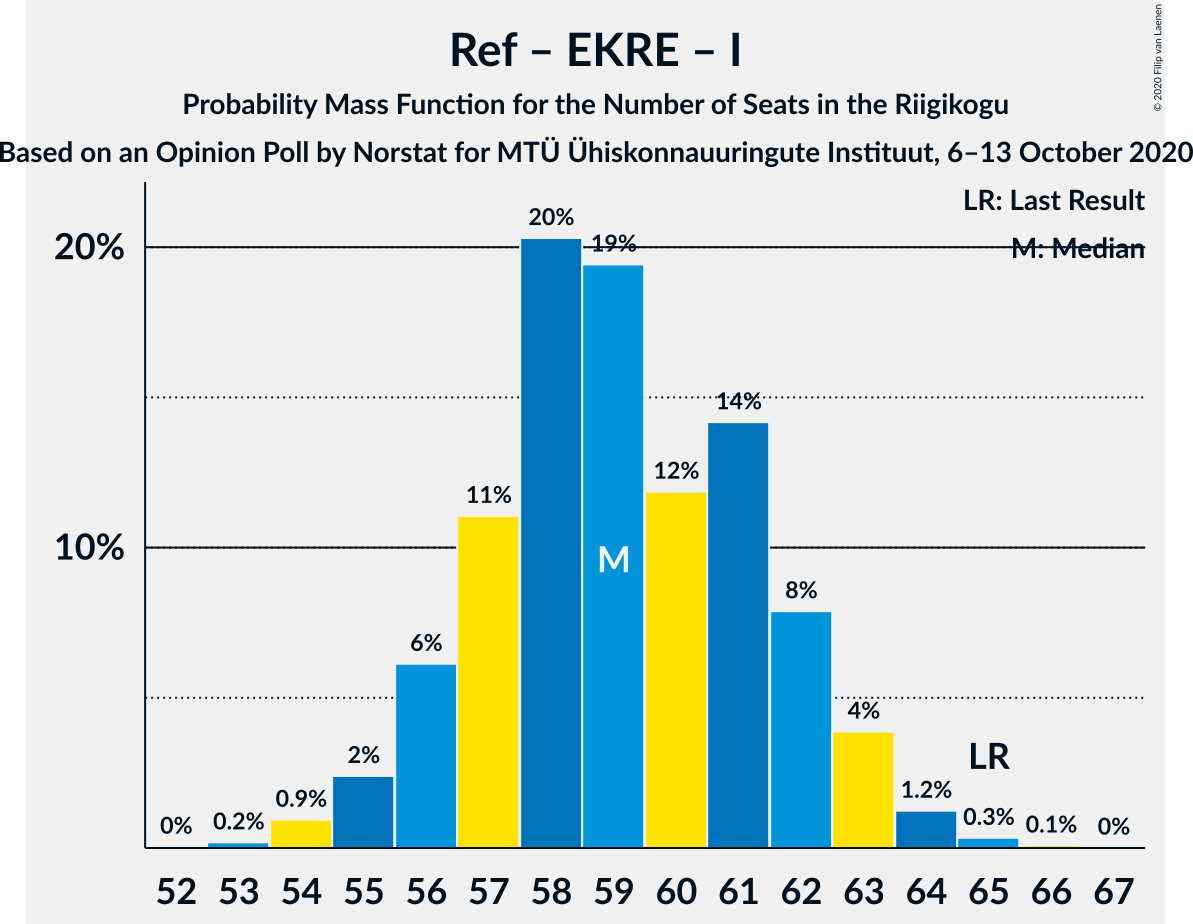 Ref – EKRE – I
Probability Mass Function for the Number of Seats in the Riigikogu
Based on an Opinion Poll by Norstat for MTÜ Ühiskonnauuringute Instituut, 6–13 October 2020
© 2020 Filip van Laenen
LR: Last Result
M: Median
20%
10%
0%
0.2%
0.9%
2%
6%
11%
20%
19%
12%
14%
8%
4%
1.2%
0.3%
0.1%
0%
M
LR
52 53 54 55 56 57 58 59 60 61 62 63 64 65 66 67